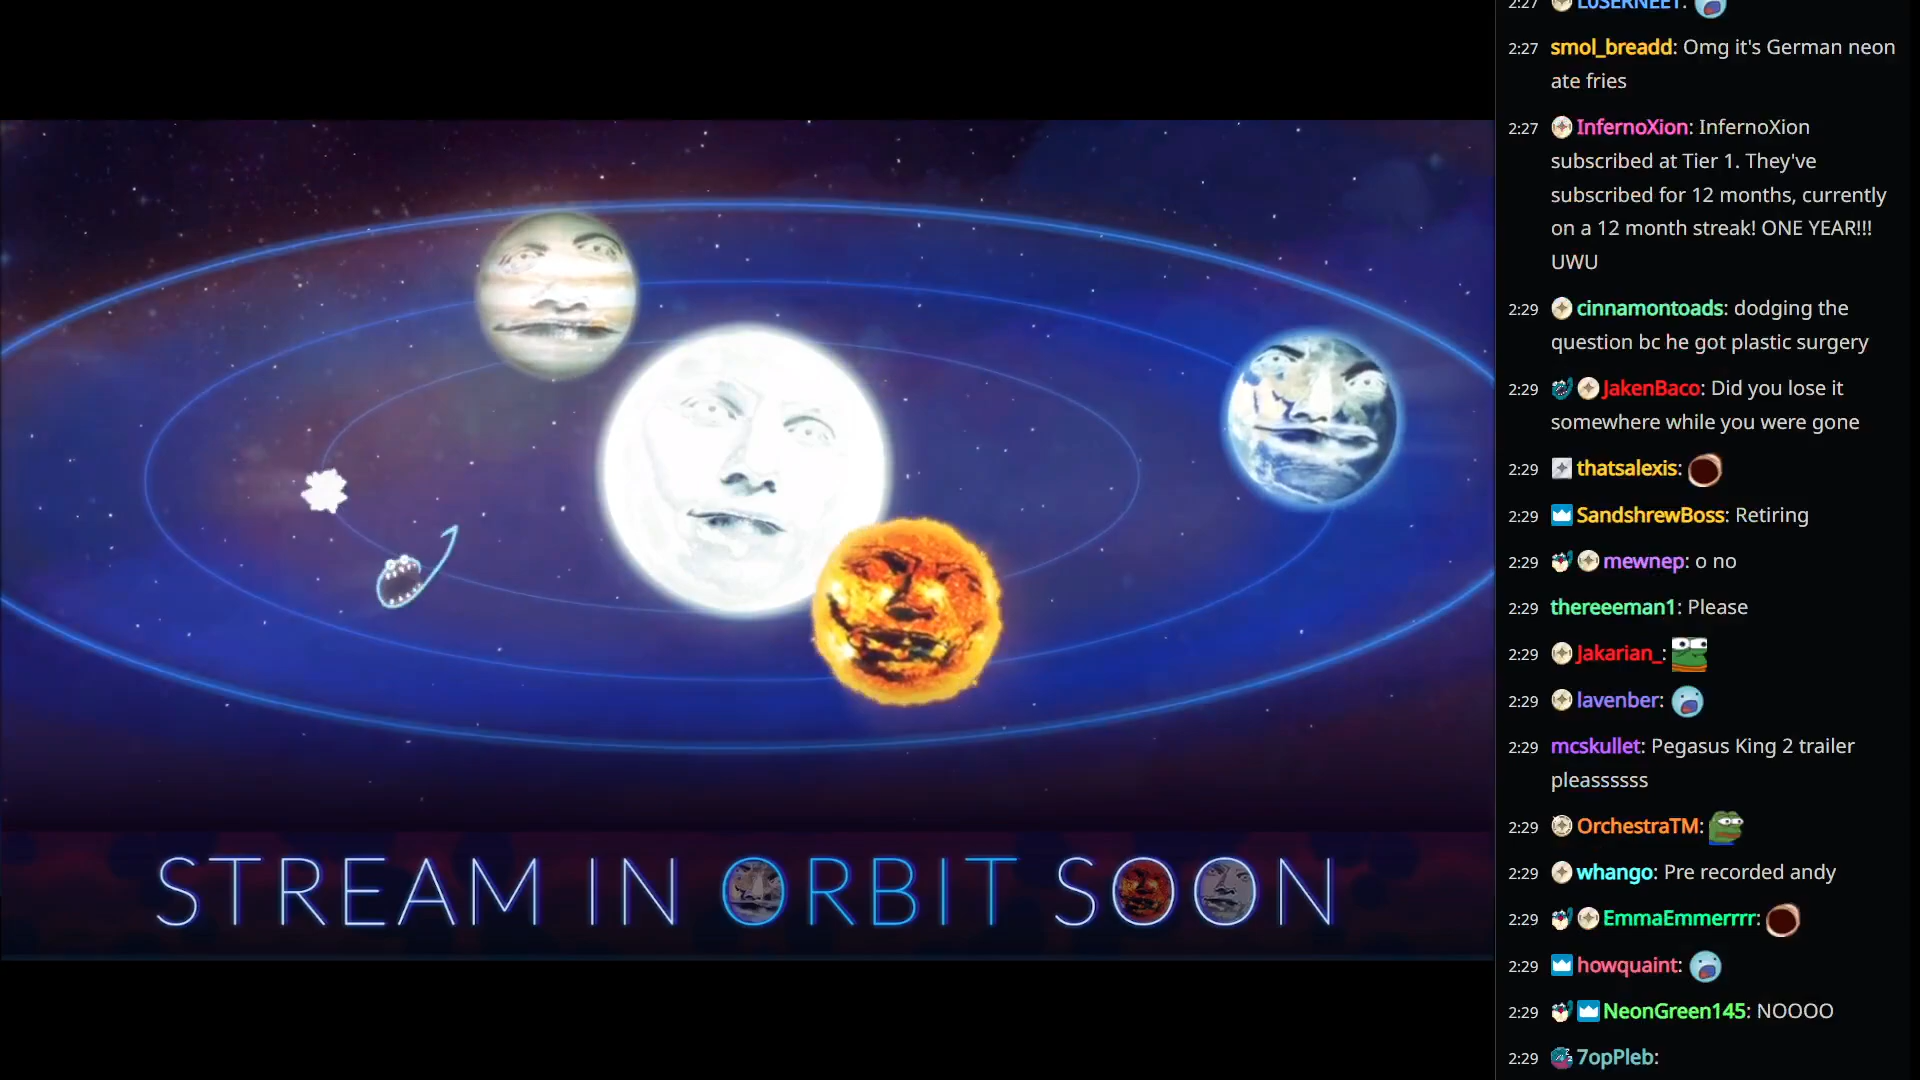 STREAM IN ORBIT SOON
2:27 L0SERNEET:
2:27 smol_breadd: Omg it's German neon
ate fries
2:27 InfernoXion: InfernoXion
subscribed at Tier 1. They've
subscribed for 12 months, currently
on a 12 month streak! ONE YEAR!!!
UWU
2:29 cinnamontoads: dodging the
question bc he got plastic surgery
2:29 JakenBaco: Did you lose it
somewhere while you were gone
2:29 thatsalexis:
2:29 SandshrewBoss: Retiring
2:29 mewnep: o no
2:29 thereeeman1: Please
2:29 Jakarian_:
2:29 lavenber:
2:29 mcskullet: Pegasus King 2 trailer
pleassssss
2:29 OrchestraTM:
2:29 whango: Pre recorded andy
2:29 EmmaEmmerrrr:
2:29 howquaint:
2:29 NeonGreen145: NOOOO
2:29 7opPleb: